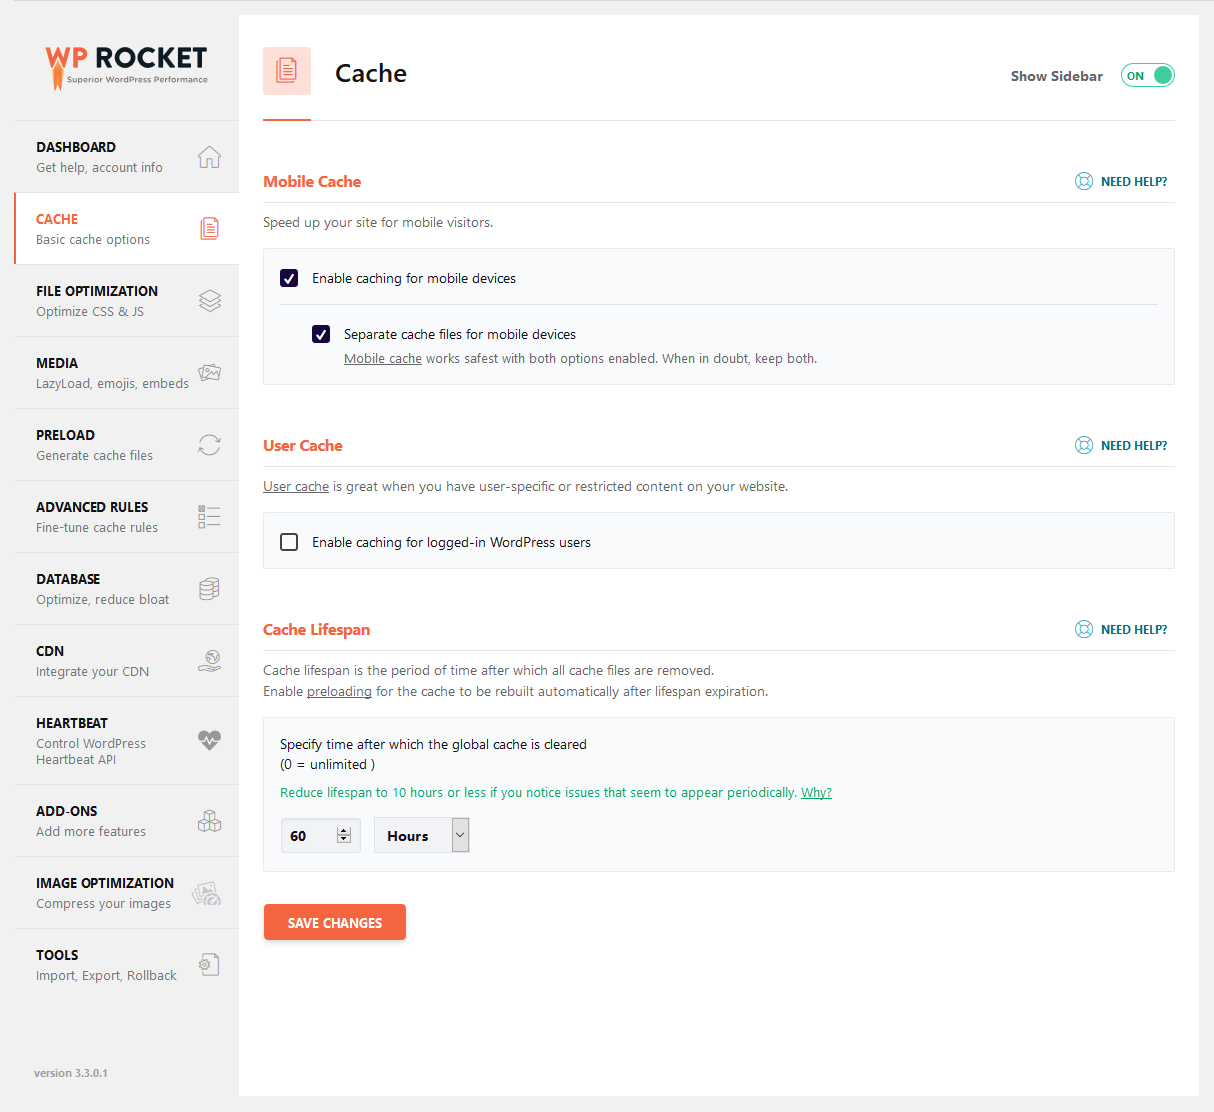 WP ROCKET
Superior WordPress Performance
DASHBOARD
Get help, account info
CACHE
Basic cache options
FILE OPTIMIZATION
Optimize CSS & JS
MEDIA
LazyLoad, emojis, embeds
PRELOAD
Generate cache files
ADVANCED RULES
Fine-tune cache rules
DATABASE
Optimize, reduce bloat
CDN
Integrate your CDN
HEARTBEAT
Control WordPress
Heartbeat API
ADD-ONS
Add more features
IMAGE OPTIMIZATION
Compress your images
TOOLS
Import, Export, Rollback
version 3.3.0.1
Cache
Show Sidebar ON
Mobile Cache NEED HELP?
Speed up your site for mobile visitors.
Enable caching for mobile devices
Separate cache files for mobile devices
Mobile cache works safest with both options enabled. When in doubt, keep both.
User Cache NEED HELP?
User cache is great when you have user-specific or restricted content on your website.
Enable caching for logged-in WordPress users
Cache Lifespan NEED HELP?
Cache lifespan is the period of time after which all cache files are removed.
Enable preloading for the cache to be rebuilt automatically after lifespan expiration.
Specify time after which the global cache is cleared
(0 = unlimited )
Reduce lifespan to 10 hours or less if you notice issues that seem to appear periodically. Why?
60 Hours
SAVE CHANGES